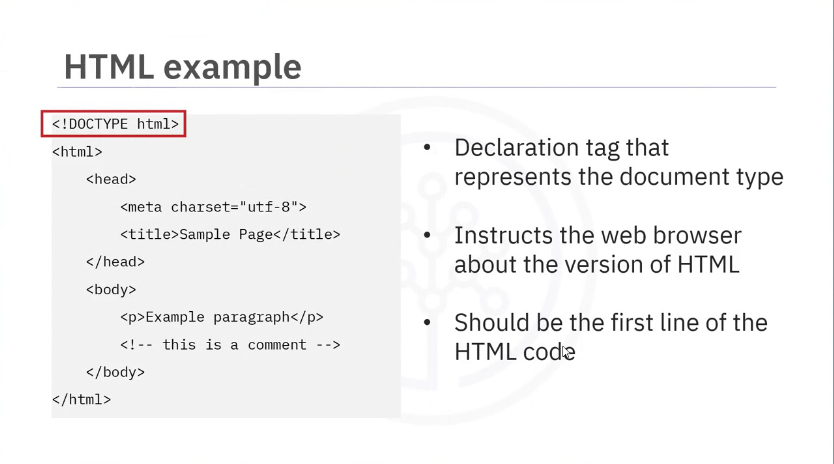 HTML example
<!DOCTYPE html>
<html>
<head>
<meta charset="utf-8">
<title>Sample Page</title>
</head>
<body>
<p>Example paragraph</p>
<!-- this is a comment -->
</body>
</html>
• Declaration tag that
represents the document type
• Instructs the web browser
about the version of HTML
• Should be the first line of the
HTML code